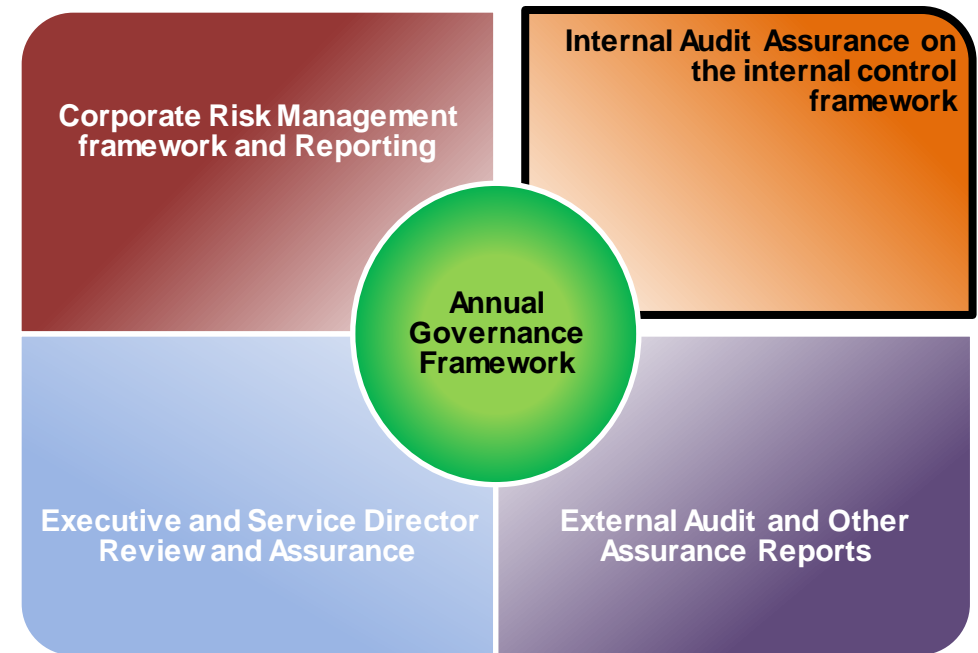 Internal Audit Assurance on
the internal control
framework
Corporate Risk Management
framework and Reporting
Annual
Governance
Framework
Executive and Service Director
Review and Assurance
External Audit and Other
Assurance Reports